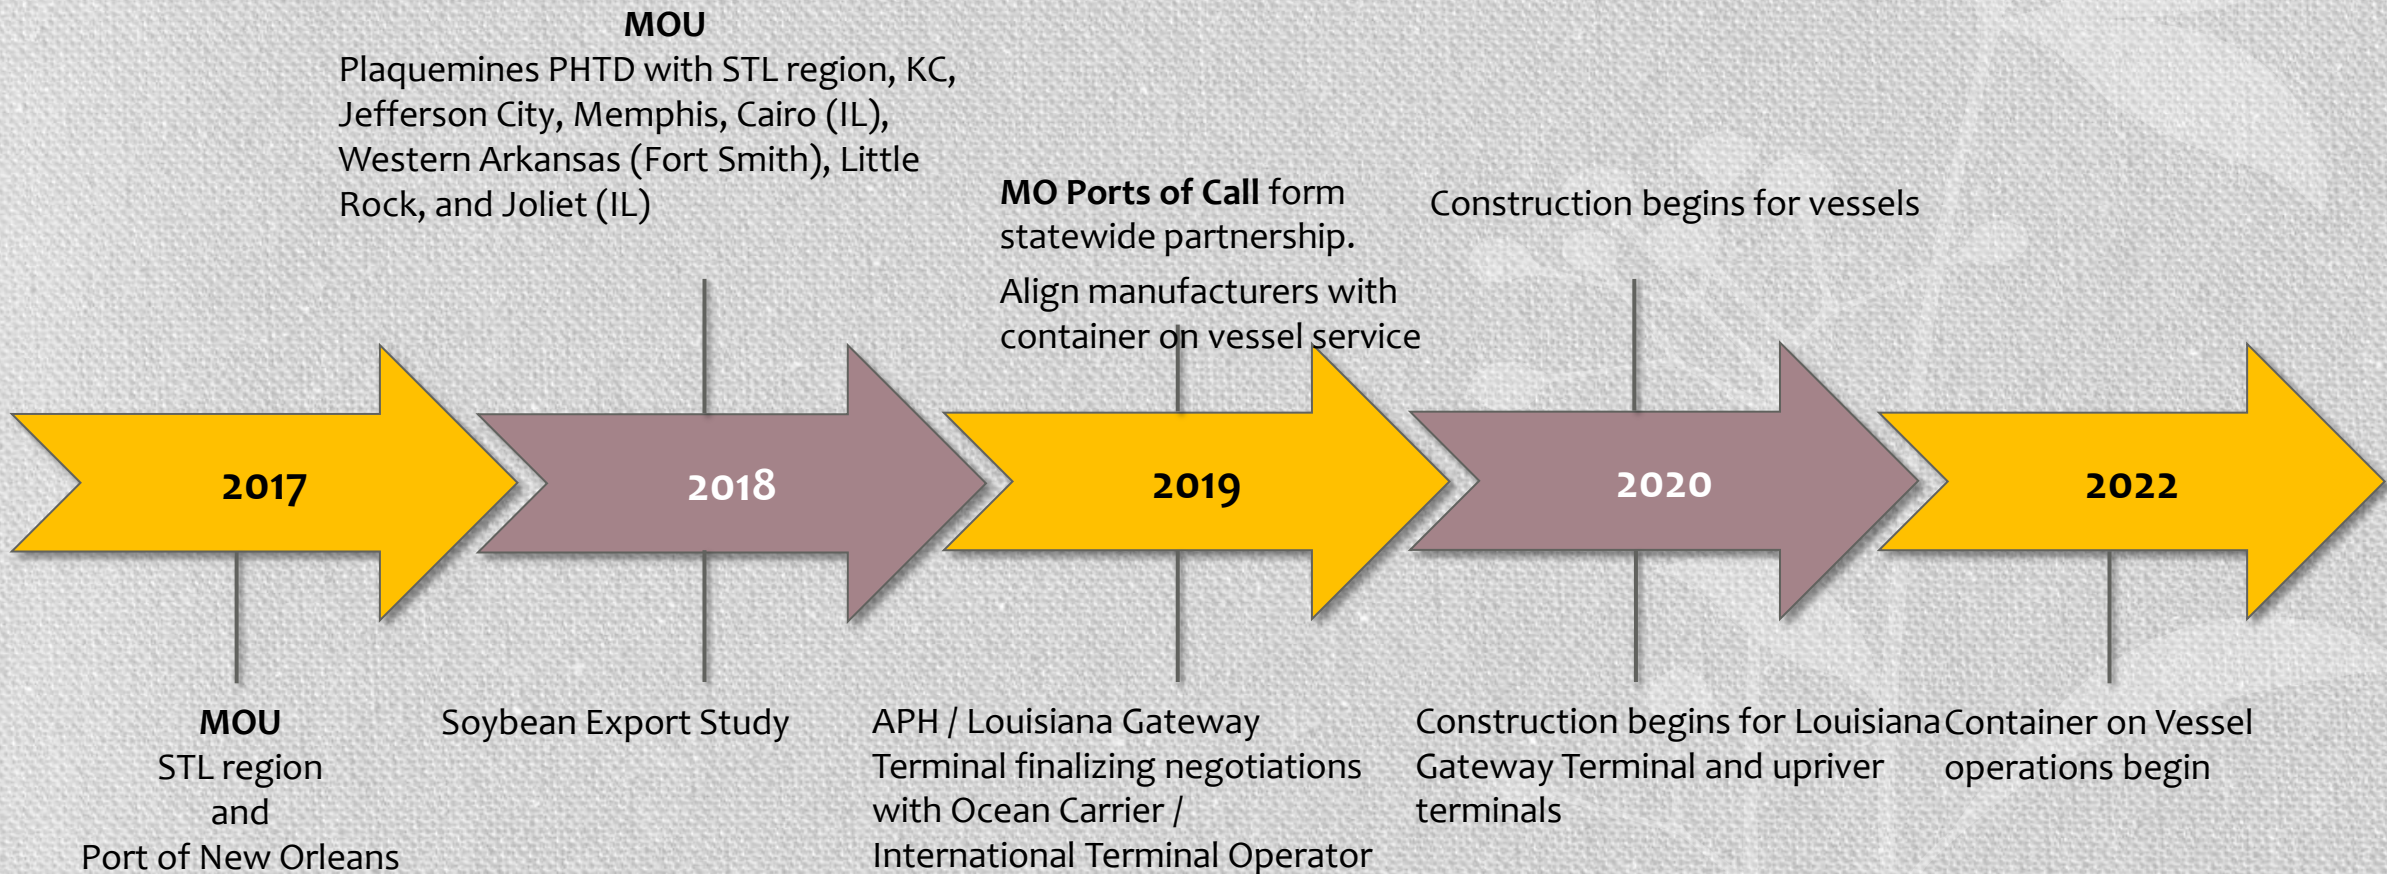 MOU
Plaquemines PHTD with STL region, KC,
Jefferson City, Memphis, Cairo (IL),
Western Arkansas (Fort Smith), Little
Rock, and Joliet (IL)
MO Ports of Call form
statewide partnership.
Align manufacturers with
container on vessel service
Construction begins for vessels
2017
2018
2019
2020
2022
MOU
STL region
and
Port of New Orleans
Soybean Export Study
APH / Louisiana Gateway
Terminal finalizing negotiations
with Ocean Carrier /
International Terminal Operator
Construction begins for Louisiana
Gateway Terminal and upriver
terminals
Container on Vessel
operations begin